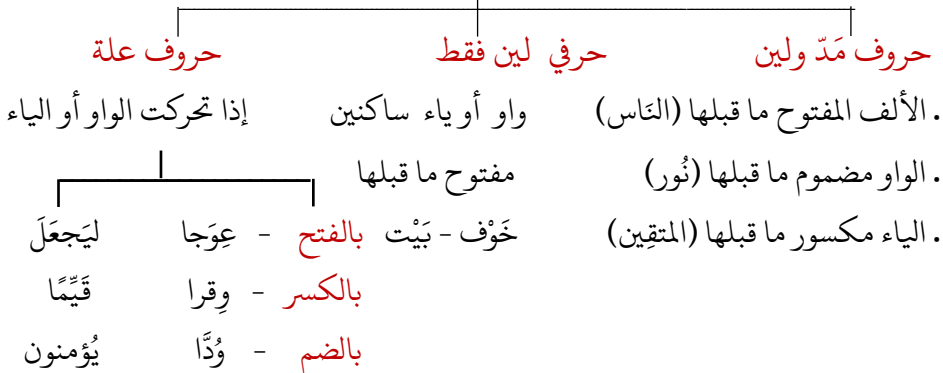 حروف مَدّ ولين حرفي لين فقط حروف علة
. الألف المفتوح ما قبلها (النَاس) واو أو ياء ساكنين إذا تحركت الواو أو الياء
. الواو مضموم ما قبلها (نُور) مفتوح ما قبلها
. الياء مكسور ما قبلها (المتقِين) خَوْف - بَيْت بالفتح - عِوَجا ليَجعَلَ
بالكسر - وِقرا قَيِّمًا
بالضم - وُدَّا يُؤمنون